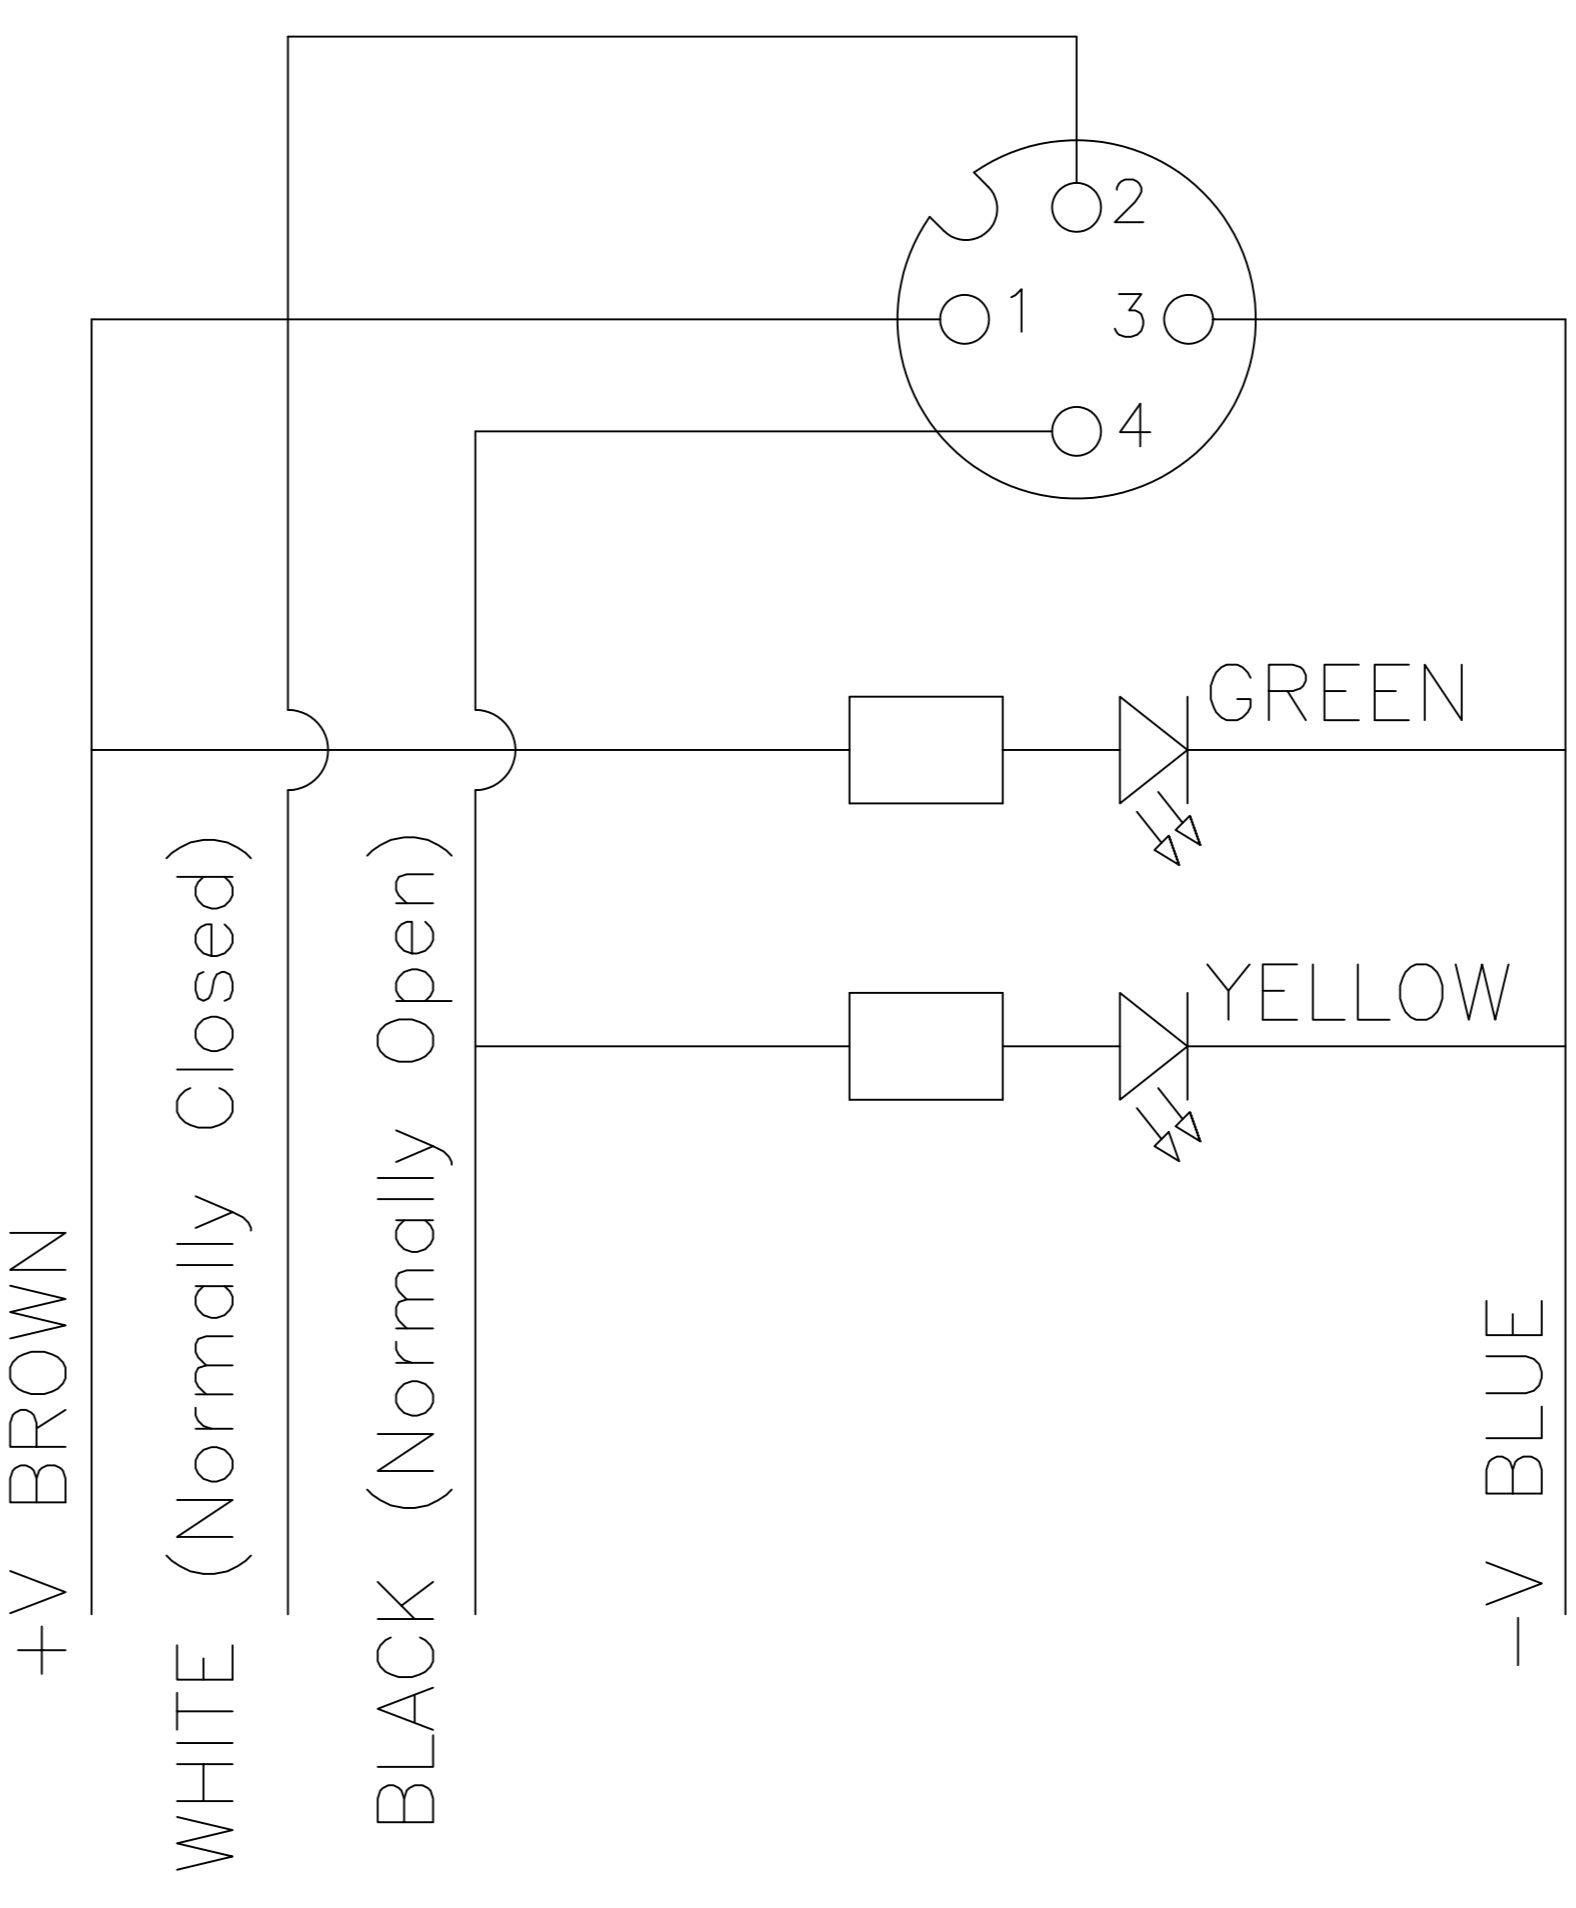 2
1
3
4
GREEN
YELLOW
+V BROWN
WHITE (Normally Closed)
BLACK (Normally Open)
-V BLUE